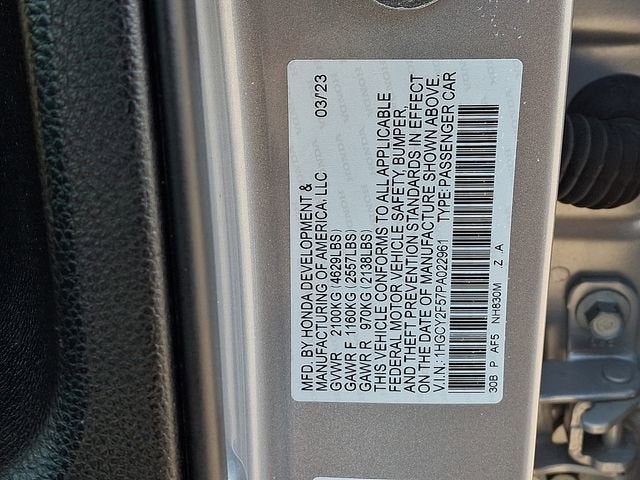 MFD. BY HONDA DEVELOPMENT &
MANUFACTURING OF AMERICA, LLC 03/'23
GVWR 2100KG (4629LBS)
GAWR F 1160KG (2557LBS)
GAWR R 970KG (2138LBS)
THIS VEHICLE CONFORMS TO ALL APPLICABLE
FEDERAL MOTOR VEHICLE SAFETY, BUMPER,
AND THEFT PREVENTION STANDARDS IN EFFECT
ON THE DATE OF MANUFACTURE SHOWN ABOVE.
V.I.N.: 1HGCY2F57PA022961 TYPE: PASSENGER CAR
30B P AF5 NH830M Z .A